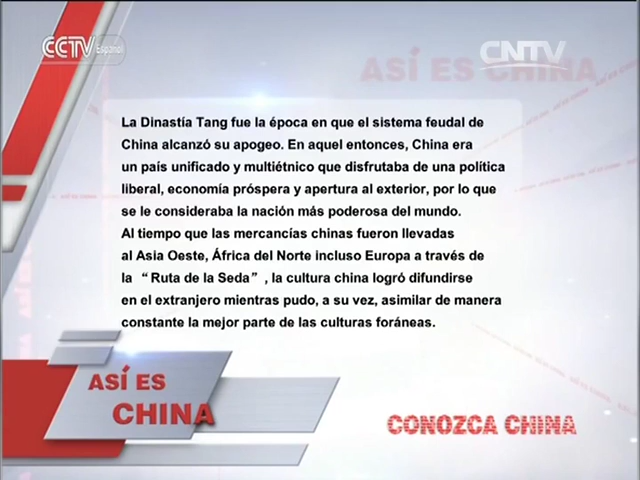 CCTV Español
CNTV
ASÍ ES CHINA
La Dinastía Tang fue la época en que el sistema feudal de
China alcanzó su apogeo. En aquel entonces, China era
un país unificado y multiétnico que disfrutaba de una política
liberal, economía próspera y apertura al exterior, por lo que
se le consideraba la nación más poderosa del mundo.
Al tiempo que las mercancías chinas fueron llevadas
al Asia Oeste, África del Norte incluso Europa a través de
la “ Ruta de la Seda” , la cultura china logró difundirse
en el extranjero mientras pudo, a su vez, asimilar de manera
constante la mejor parte de las culturas foráneas.
ASÍ ES
CHINA
CONOZCA CHINA